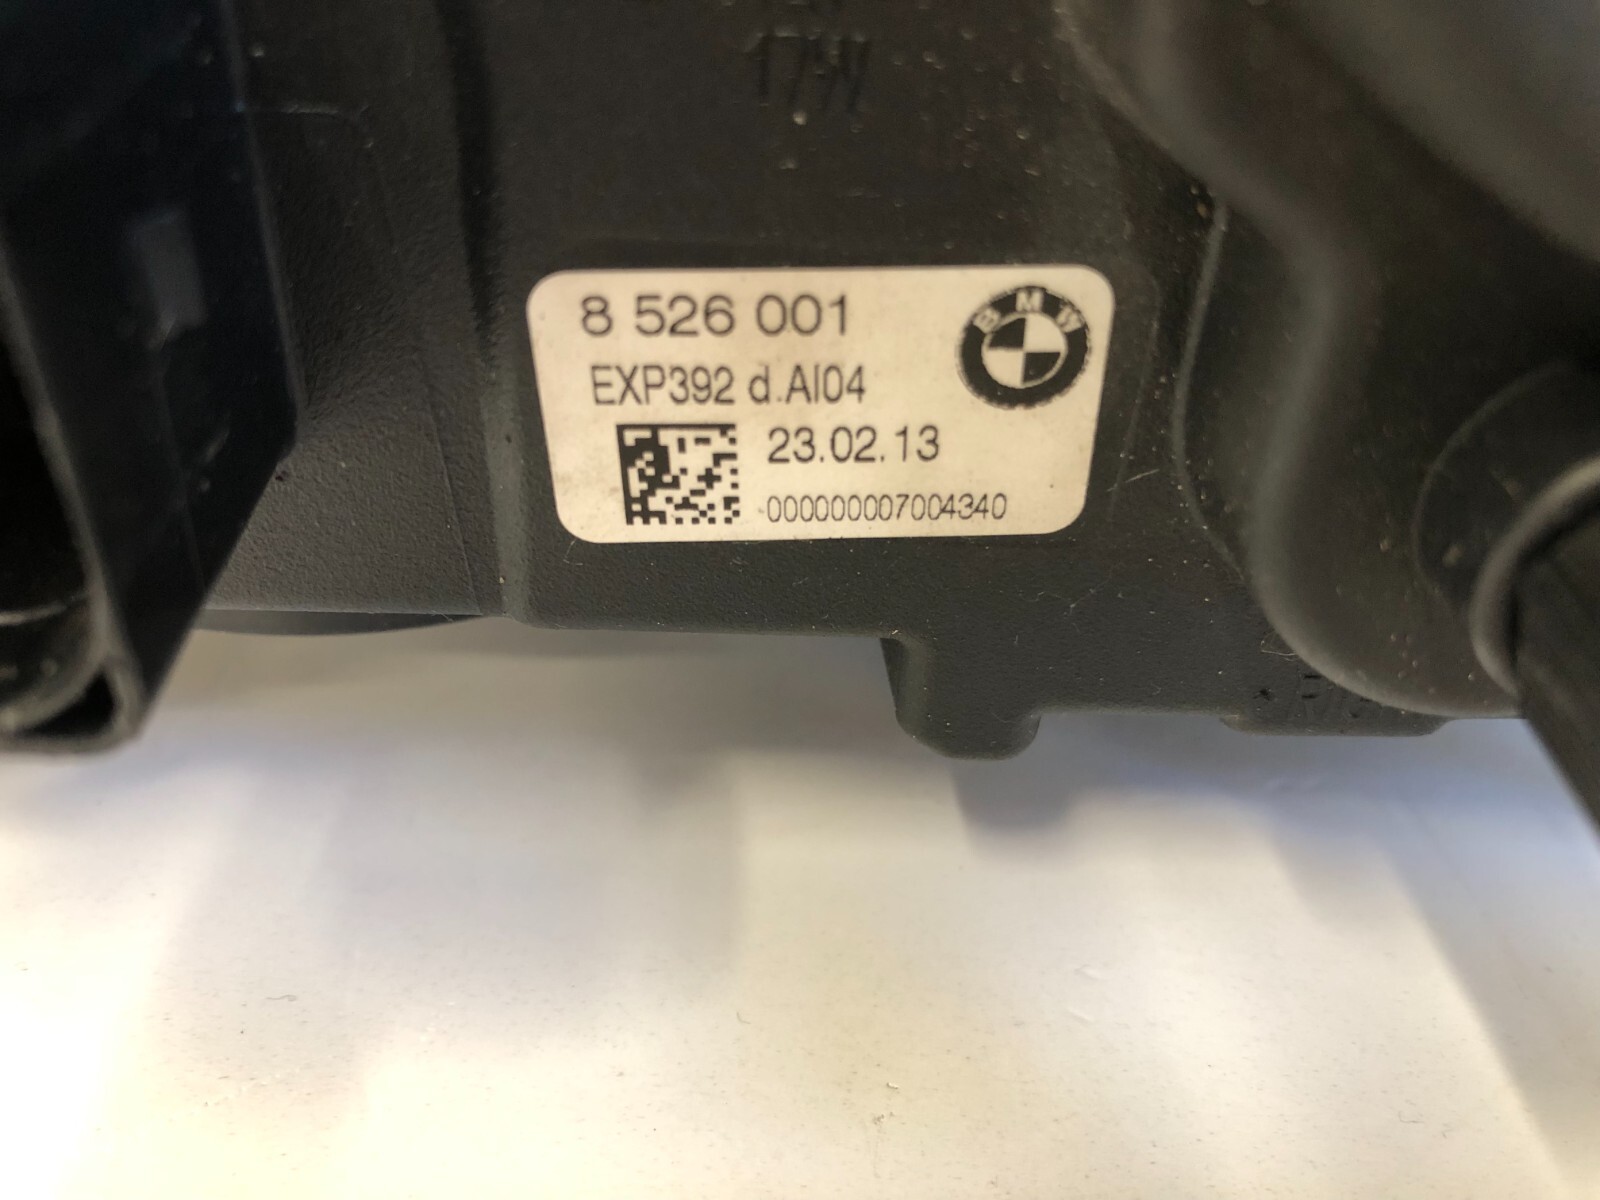 8 526 001
BMW
EXP392 d.AI04
23.02.13
000000007004340